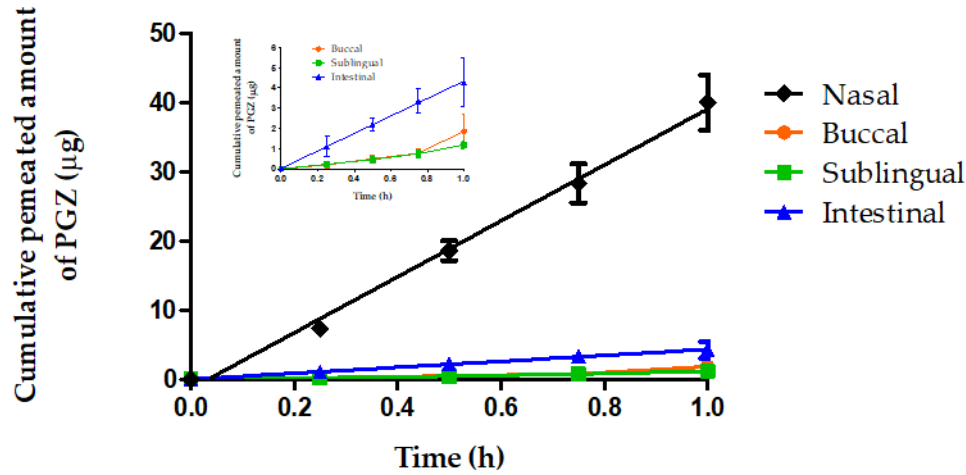 Cumulative pemeated amount
of PGZ (µg)
50
40
30
20
10
0
0.0
0.2
0.4
0.6
0.8
1.0
Time (h)
Cumulative pemeated amount
of PGZ (µg)
6
5
4
3
2
1
0
0.0
0.2
0.4
0.6
0.8
1.0
Time (h)
Buccal
Sublingual
Intestinal
Nasal
Buccal
Sublingual
Intestinal